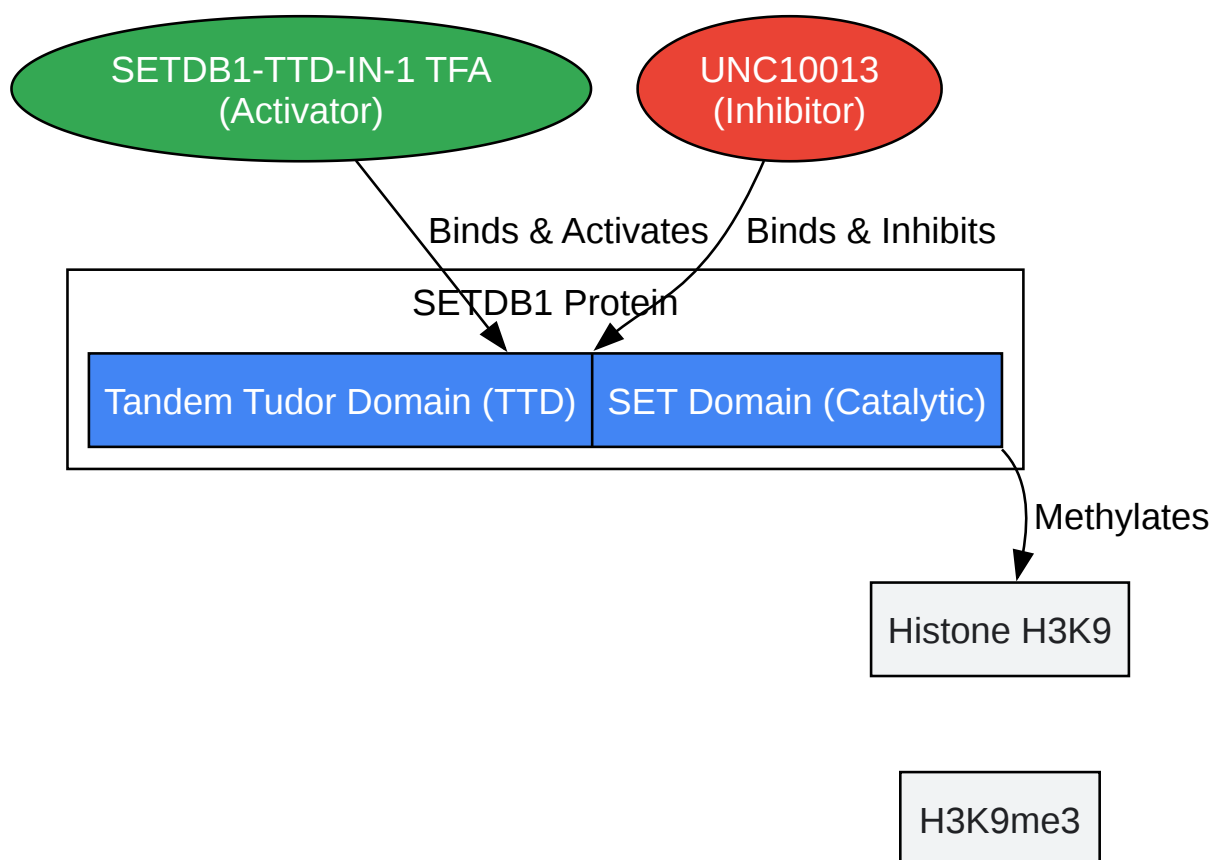 SETDB1-TTD-IN-1 TFA
(Activator)
UNC10013
(Inhibitor)
Binds & Activates
Binds & Inhibits
SETDB1 Protein
Tandem Tudor Domain (TTD)
SET Domain (Catalytic)
Methylates
Histone H3K9
H3K9me3